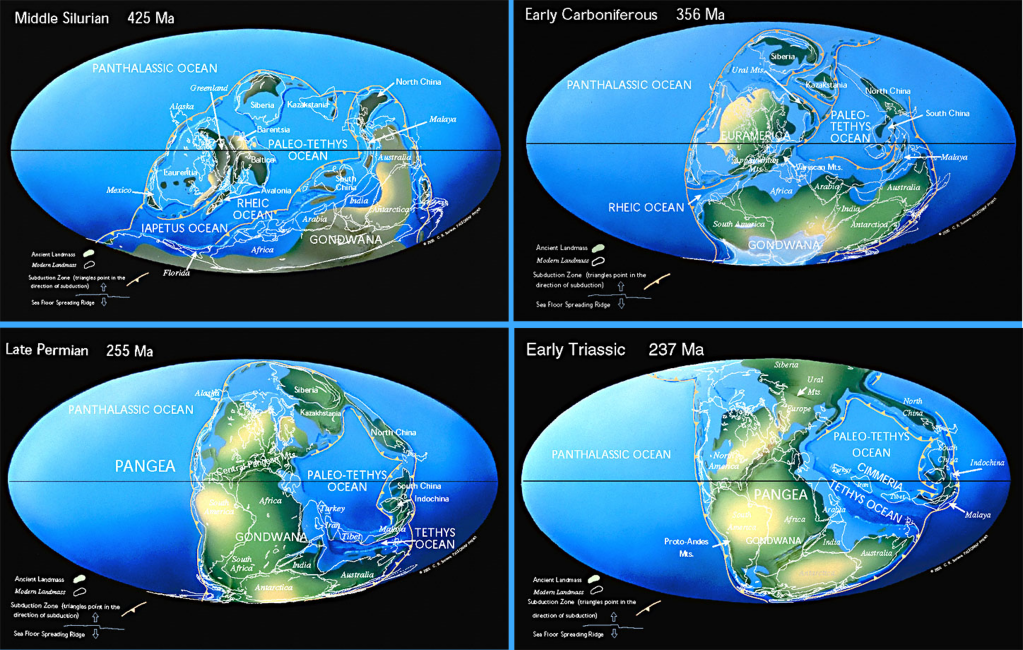 Middle Silurian 425 Ma
PANTHALASSIC OCEAN
Greenland
Alaska
Siberia
Kazakstania
North China
Barentsia
Malaya
PALEO-TETHYS
OCEAN
Baltica
Australia
Laurentia
Mexico
Avalonia
South
China
India
RHEIC
OCEAN
Antarctica
Arabia
IAPETUS OCEAN
GONDWANA
Africa
Florida
Ancient Landmass
Modern Landmass
Subduction Zone (triangles point in the
direction of subduction)
Sea Floor Spreading Ridge
Early Carboniferous 356 Ma
Siberia
Ural Mts.
PANTHALASSIC OCEAN
Kazakstania
North China
South China
PALEO-
TETHYS
OCEAN
EURAMERICA
Appalachian
Mts.
Variscan Mts.
Malaya
Africa
Arabia
Australia
RHEIC OCEAN
India
South America
Antarctica
GONDWANA
Ancient Landmass
Modern Landmass
Subduction Zone (triangles point in the
direction of subduction)
Sea Floor Spreading Ridge
Late Permian 255 Ma
Alaska
Siberia
PANTHALASSIC OCEAN
Kazakhstania
North China
PANGEA
Central Pangean Mts.
PALEO-TETHYS
OCEAN
South China
Indochina
Africa
South
America
Turkey
Iran
Tibet
Malaya
TETHYS
OCEAN
GONDWANA
South
Africa
India
Australia
Antarctica
Ancient Landmass
Modern Landmass
Subduction Zone (triangles point in the
direction of subduction)
Sea Floor Spreading Ridge
Early Triassic 237 Ma
Siberia
Ural
Mts.
Europe
North
China
PALEO-TETHYS
OCEAN
PANTHALASSIC OCEAN
North
America
South
China
Indochina
CIMMERIA
Tibet
PANGEA
TETHYS OCEAN
South
America
Africa
Arabia
Malaya
Proto-Andes
Mts.
GONDWANA
India
Australia
Ancient Landmass
Modern Landmass
Subduction Zone (triangles point in the
direction of subduction)
Sea Floor Spreading Ridge